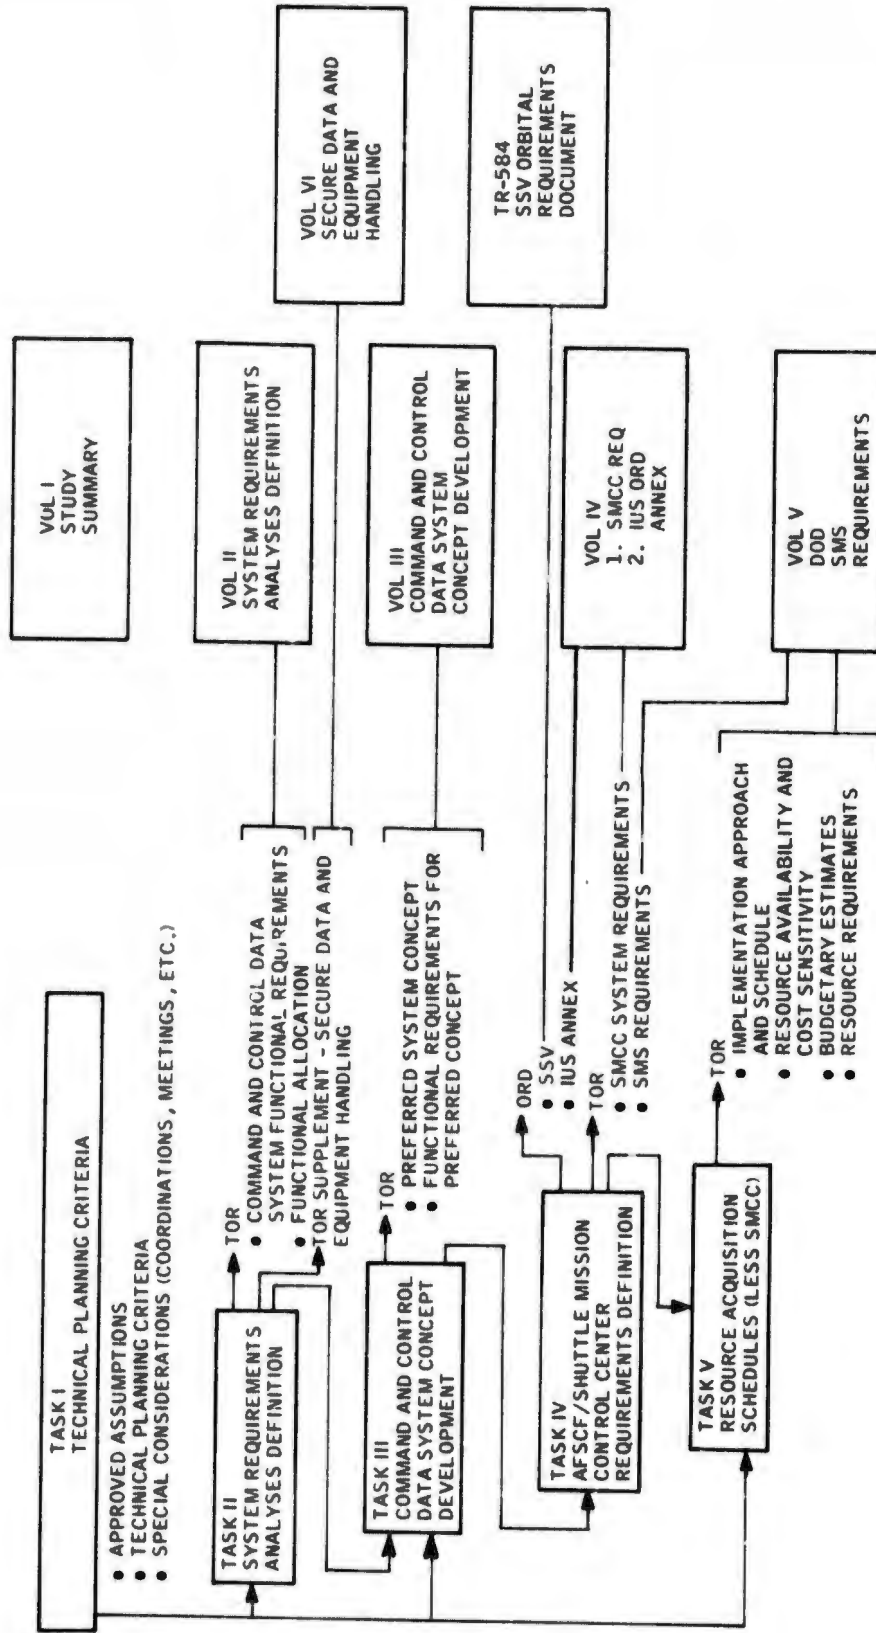 TASK I
TECHNICAL PLANNING CRITERIA
• APPROVED ASSUMPTIONS
• TECHNICAL PLANNING CRITERIA
• SPECIAL CONSIDERATIONS (COORDINATIONS, MEETINGS, ETC.)
TASK II
SYSTEM REQUIREMENTS
ANALYSES DEFINITION
TOR
• COMMAND AND CONTROL DATA
SYSTEM FUNCTIONAL REQUIREMENTS
• FUNCTIONAL ALLOCATION
TOR SUPPLEMENT - SECURE DATA AND
EQUIPMENT HANDLING
TASK III
COMMAND AND CONTROL
DATA SYSTEM CONCEPT
DEVELOPMENT
TOR
• PREFERRED SYSTEM CONCEPT
• FUNCTIONAL REQUIREMENTS FOR
PREFERRED CONCEPT
TASK IV
AFSCF/SHUTTLE MISSION
CONTROL CENTER
REQUIREMENTS DEFINITION
ORD
• SSV
• IUS ANNEX
TOR
• SMCC SYSTEM REQUIREMENTS
• SMS REQUIREMENTS
TASK V
RESOURCE ACQUISITION
SCHEDULES (LESS SMCC)
TOR
• IMPLEMENTATION APPROACH
AND SCHEDULE
• RESOURCE AVAILABILITY AND
COST SENSITIVITY
• BUDGETARY ESTIMATES
• RESOURCE REQUIREMENTS
VOL I
STUDY
SUMMARY
VOL II
SYSTEM REQUIREMENTS
ANALYSES DEFINITION
VOL III
COMMAND AND CONTROL
DATA SYSTEM
CONCEPT DEVELOPMENT
VOL IV
1. SMCC REQ
2. IUS ORD
ANNEX
VOL V
DOD
SMS
REQUIREMENTS
VOL VI
SECURE DATA AND
EQUIPMENT
HANDLING
TR-584
SSV ORBITAL
REQUIREMENTS
DOCUMENT